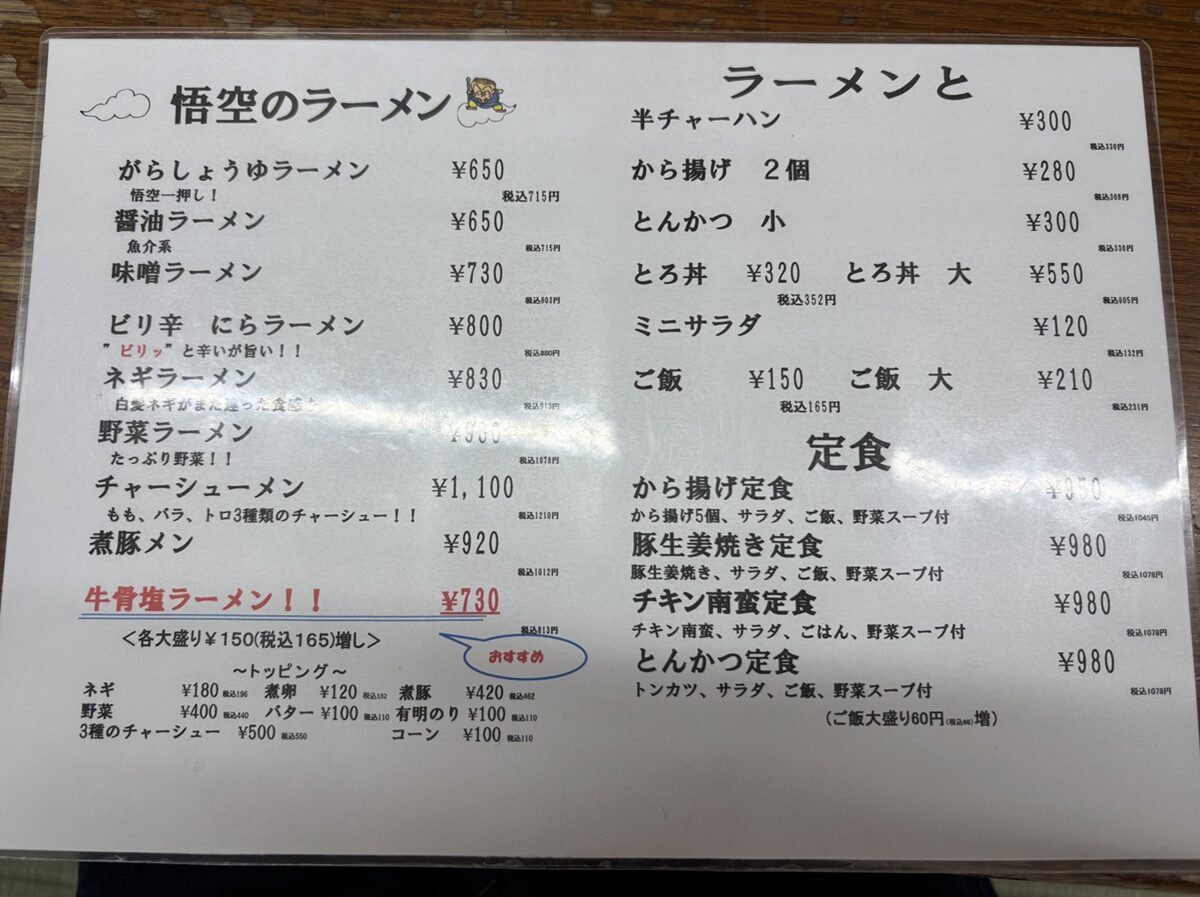 悟空のラーメン
がらしょうゆラーメン ¥650
悟空一押し! 税込715円
醤油ラーメン ¥650
魚介系 税込715円
味噌ラーメン ¥730
税込803円
ビリ辛 にらラーメン ¥800
”ビリッ”と辛いが旨い!! 税込880円
ネギラーメン ¥830
白髪ネギがまた違った食感を 税込913円
野菜ラーメン
たっぷり野菜!! 税込1078円
チャーシューメン ¥1,100
もも、バラ、トロ3種類のチャーシュー!! 税込1210円
煮豚メン ¥920
税込1012円
牛骨塩ラーメン!! ¥730
税込813円
<各大盛り¥150(税込165)増し>
おすすめ
~トッピング~
ネギ ¥180 税込196 煮卵 ¥120 税込132 煮豚 ¥420 税込462
野菜 ¥400 税込440 バター ¥100 税込110 有明のり ¥100 税込110
3種のチャーシュー ¥500 税込550 コーン ¥100 税込110
ラーメンと
半チャーハン ¥300
税込330円
から揚げ 2個 ¥280
税込308円
とんかつ 小 ¥300
税込330円
とろ丼 ¥320 とろ丼 大 ¥550
税込352円 税込605円
ミニサラダ ¥120
税込132円
ご飯 ¥150 ご飯 大 ¥210
税込165円 税込231円
定食
から揚げ定食 ¥950
から揚げ5個、サラダ、ご飯、野菜スープ付 税込1045円
豚生姜焼き定食 ¥980
豚生姜焼き、サラダ、ご飯、野菜スープ付 税込1078円
チキン南蛮定食 ¥980
チキン南蛮、サラダ、ごはん、野菜スープ付 税込1078円
とんかつ定食 ¥980
トンカツ、サラダ、ご飯、野菜スープ付 税込1078円
(ご飯大盛り60円(税込66)増)